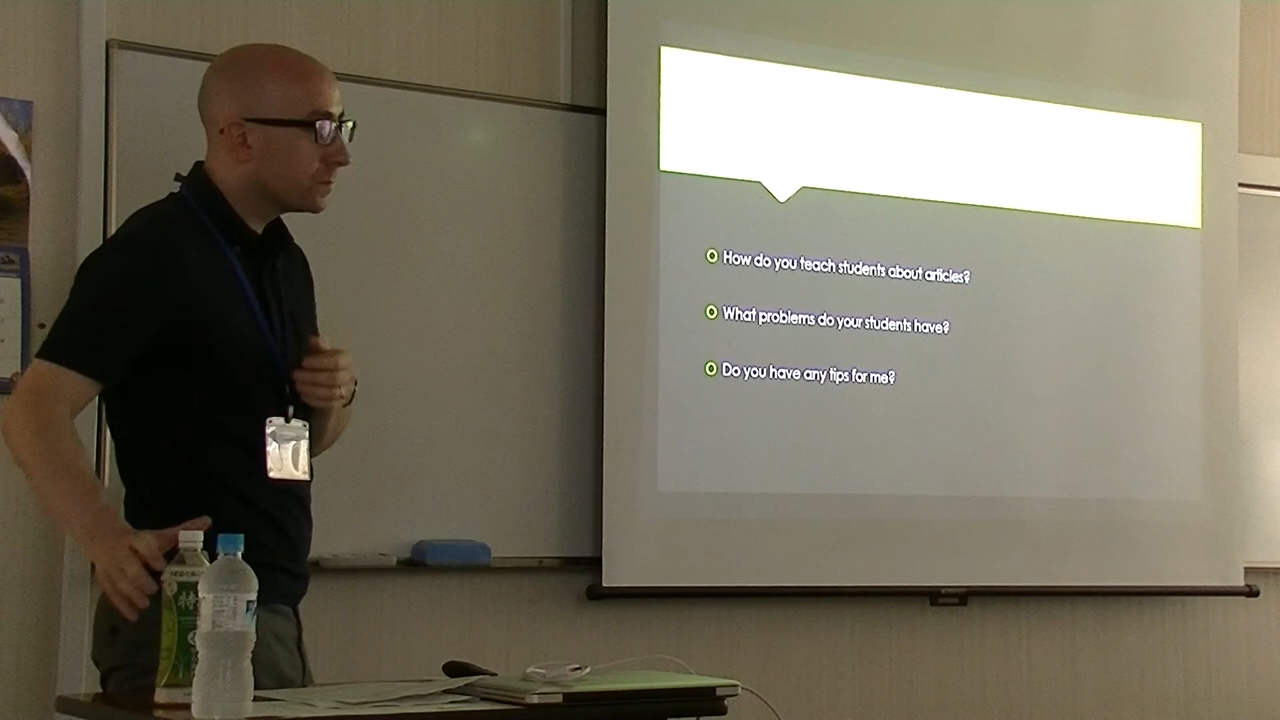 How do you teach students about articles?
What problems do your students have?
Do you have any tips for me?
特